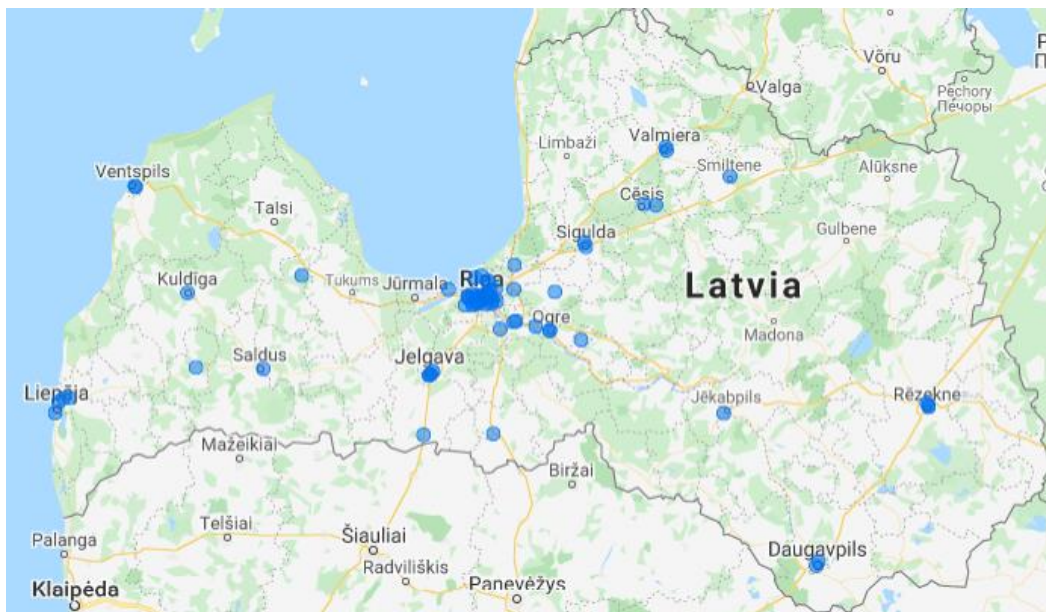 Р
П
Võru
Pechory
Печоры
Valga
Limbaži
Valmiera
Smiltene
Alūksne
Ventspils
Cēsis
Talsi
Sigulda
Gulbene
Kuldīga
Tukums
Jūrmala
Rīga
Latvia
Ogre
Madona
Saldus
Jelgava
Liepāja
Jēkabpils
Rēzekne
Mažeikiai
Biržai
Palanga
Telšiai
Šiauliai
Daugavpils
Radviliškis
Klaipėda
Panevėžys